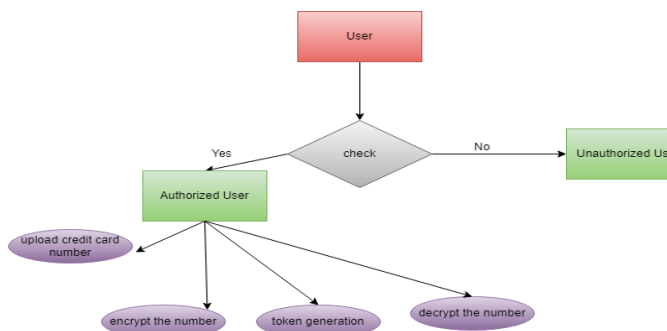 User
Yes
check
No
Unauthorized Us
Authorized User
upload credit card
number
encrypt the number
token generation
decrypt the number